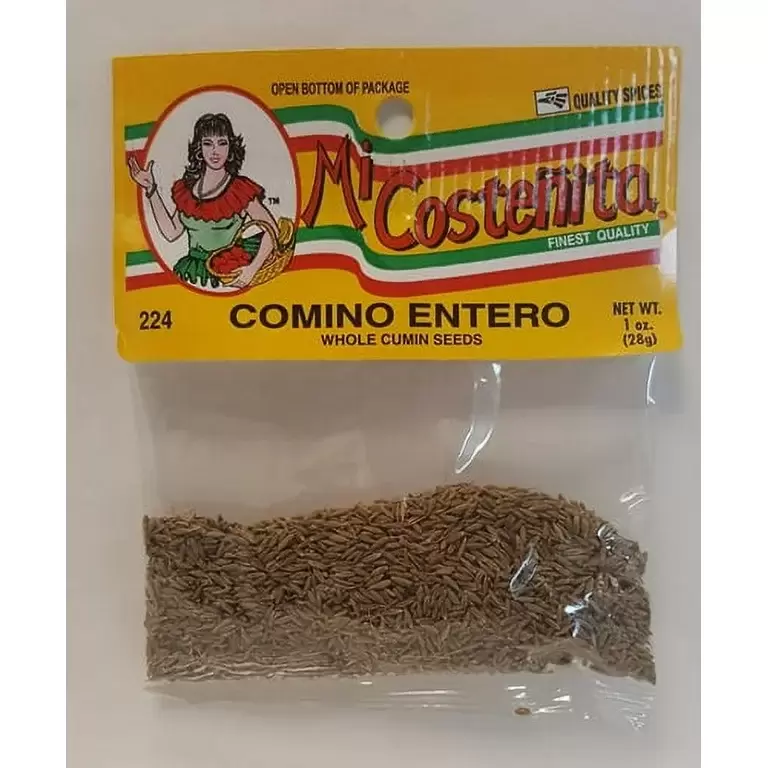 OPEN BOTTOM OF PACKAGE
QUALITY SPICES
Mi Costeñita
TM
FINEST QUALITY
224
COMINO ENTERO
WHOLE CUMIN SEEDS
NET WT.
1 oz.
(28g)